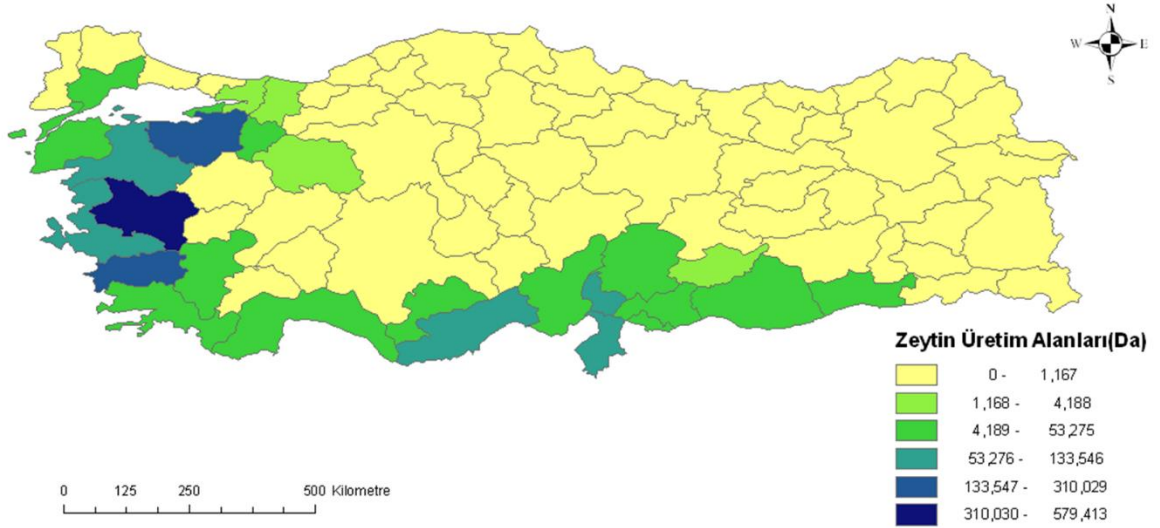 N
W E
S
Zeytin Üretim Alanları(Da)
0 - 1,167
1,168 - 4,188
4,189 - 53,275
53,276 - 133,546
133,547 - 310,029
310,030 - 579,413
0 125 250 500 Kilometre